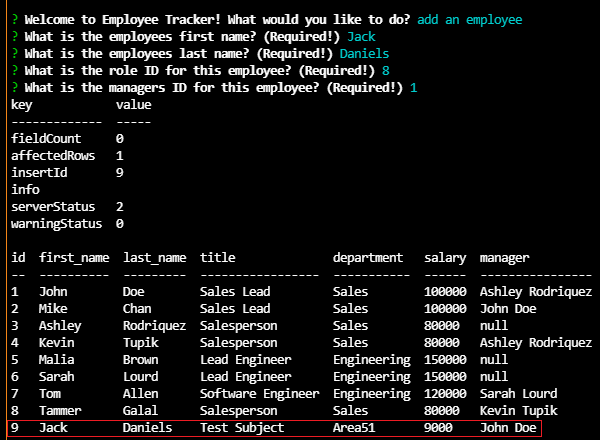 ? Welcome to Employee Tracker! What would you like to do? add an employee
? What is the employees first name? (Required!) Jack
? What is the employees last name? (Required!) Daniels
? What is the role ID for this employee? (Required!) 8
? What is the managers ID for this employee? (Required!) 1
key            value
-------------  -----
fieldCount     0
affectedRows   1
insertId       9
info
serverStatus   2
warningStatus  0
id  first_name  last_name  title              department   salary  manager
--  ----------  ---------  -----------------  -----------  ------  ----------------
1   John        Doe        Sales Lead         Sales        100000  Ashley Rodriquez
2   Mike        Chan       Sales Lead         Sales        100000  John Doe
3   Ashley      Rodriquez  Salesperson        Sales        80000   null
4   Kevin       Tupik      Salesperson        Sales        80000   Ashley Rodriquez
5   Malia       Brown      Lead Engineer      Engineering  150000  null
6   Sarah       Lourd      Lead Engineer      Engineering  150000  null
7   Tom         Allen      Software Engineer  Engineering  120000  Sarah Lourd
8   Tammer      Galal      Salesperson        Sales        80000   Kevin Tupik
9   Jack        Daniels    Test Subject       Area51       9000    John Doe